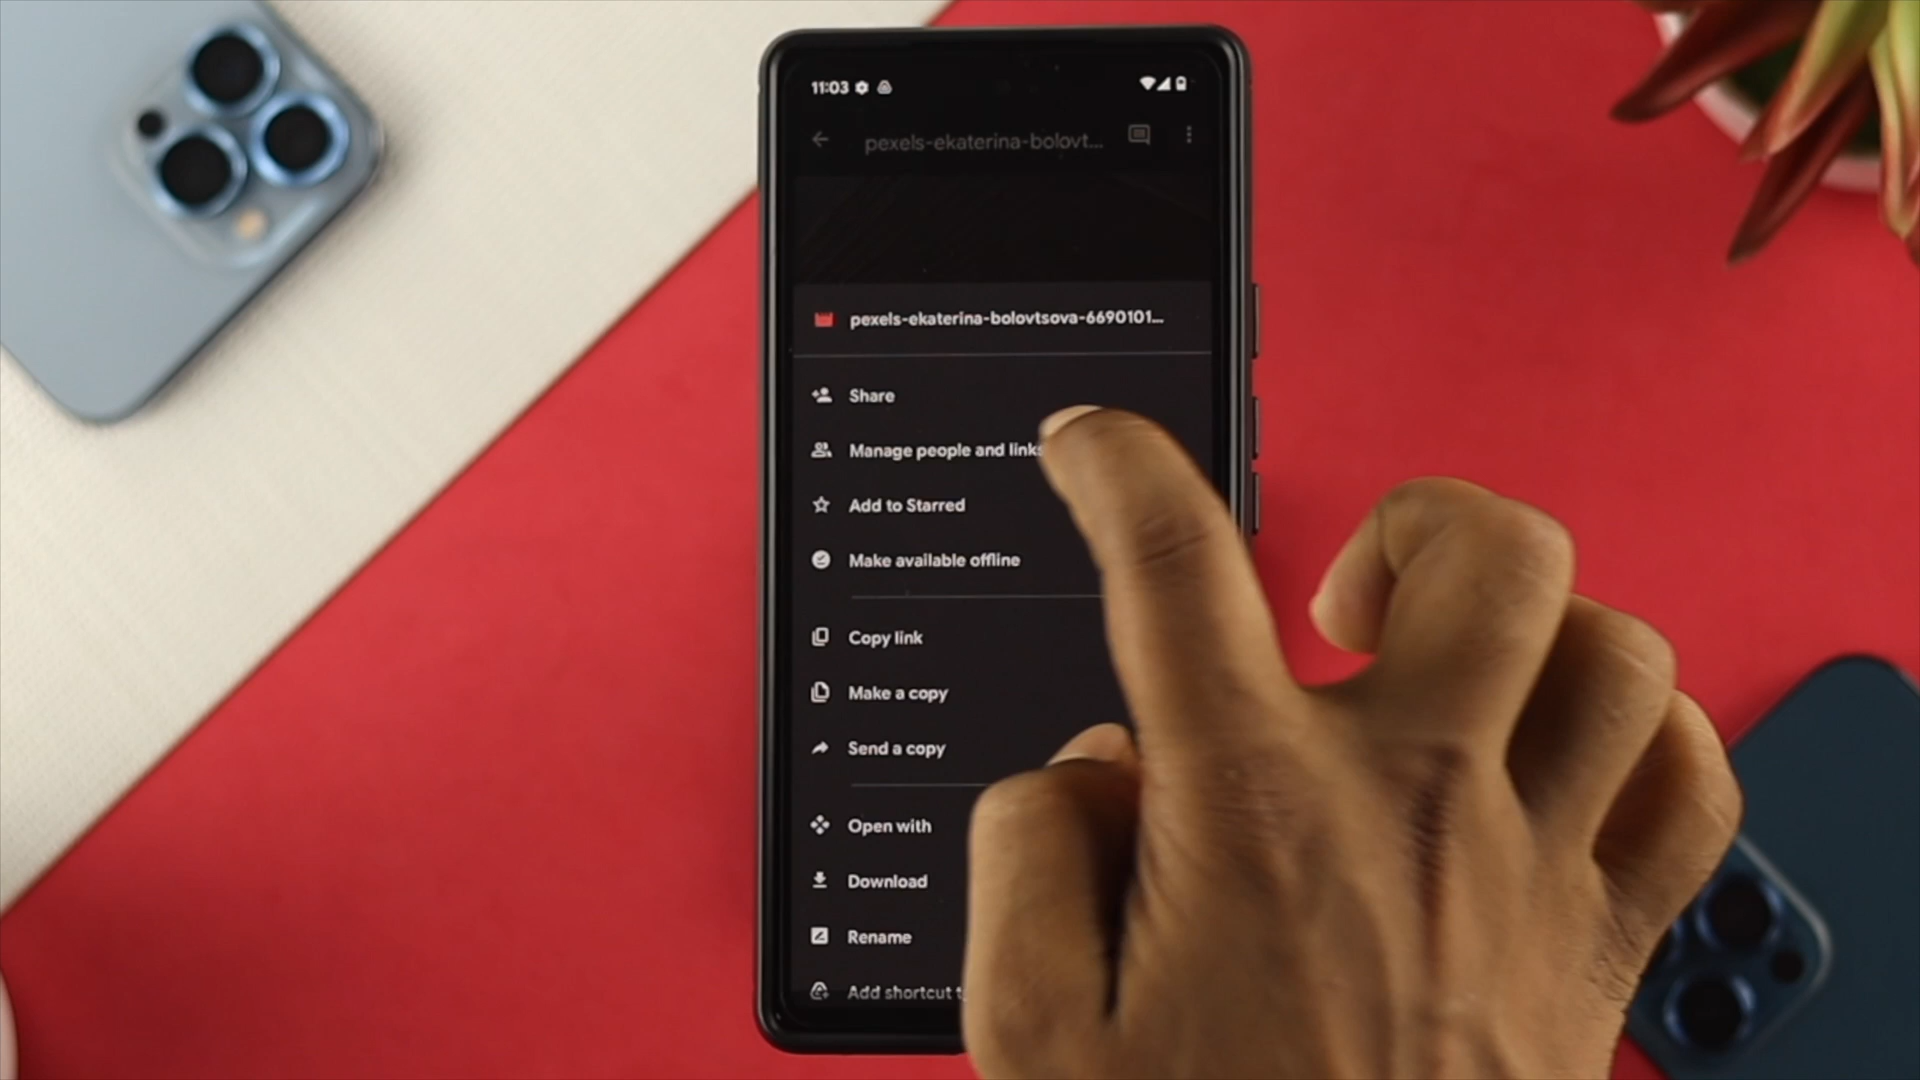 11:03
pexels-ekaterina-bolovt...
pexels-ekaterina-bolovtsova-6690101...
Share
Manage people and links
Add to Starred
Make available offline
Copy link
Make a copy
Send a copy
Open with
Download
Rename
Add shortcut t